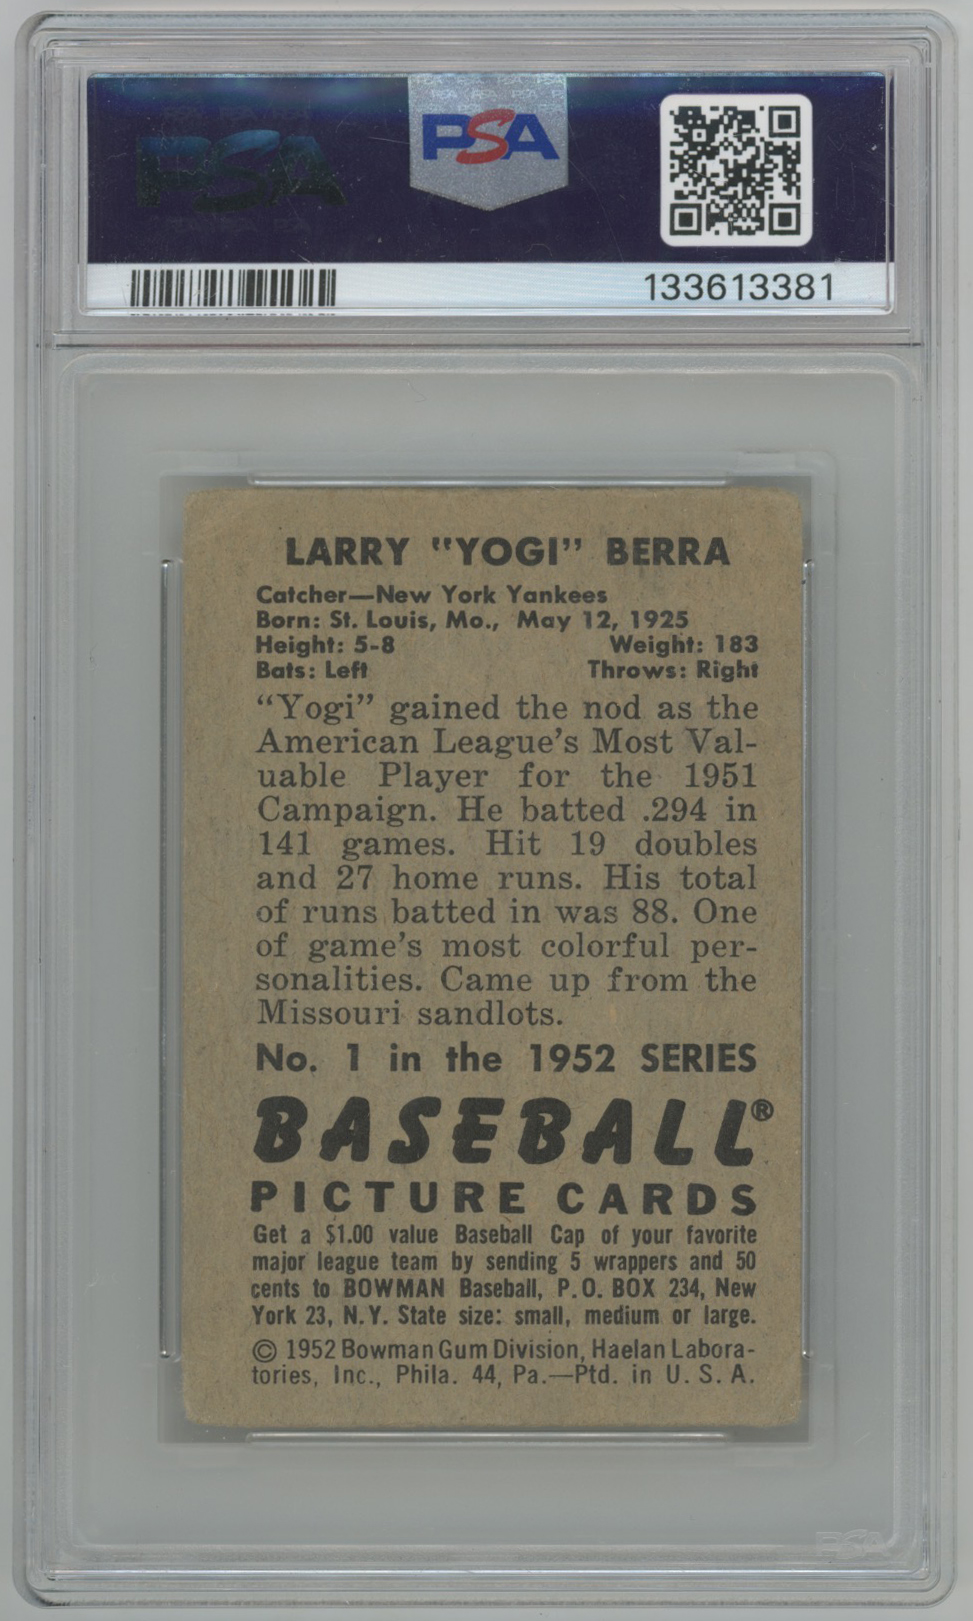 PSA
PSA
133613381
LARRY "YOGI" BERRA
Catcher—New York Yankees
Born: St. Louis, Mo., May 12, 1925
Height: 5-8 Weight: 183
Bats: Left Throws: Right
"Yogi" gained the nod as the
American League's Most Val-
uable Player for the 1951
Campaign. He batted .294 in
141 games. Hit 19 doubles
and 27 home runs. His total
of runs batted in was 88. One
of game's most colorful per-
sonalities. Came up from the
Missouri sandlots.
No. 1 in the 1952 SERIES
BASEBALL®
PICTURE CARDS
Get a $1.00 value Baseball Cap of your favorite
major league team by sending 5 wrappers and 50
cents to BOWMAN Baseball, P.O. BOX 234, New
York 23, N.Y. State size: small, medium or large.
© 1952 Bowman Gum Division, Haelan Labora-
tories, Inc., Phila. 44, Pa.—Ptd. in U. S. A.
PSA